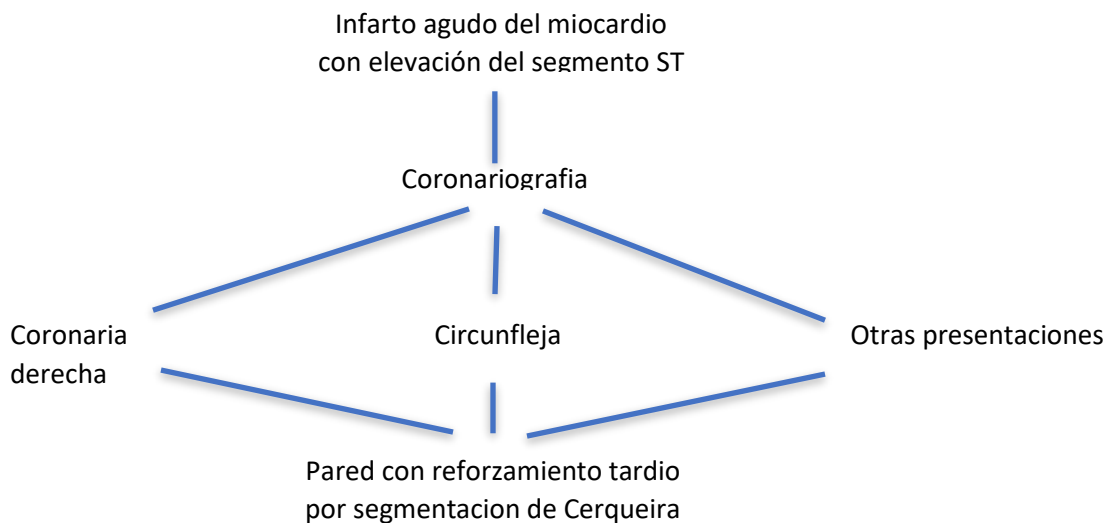 Infarto agudo del miocardio
con elevación del segmento ST
Coronariografia
Coronaria
derecha
Circunfleja
Otras presentaciones
Pared con reforzamiento tardio
por segmentacion de Cerqueira